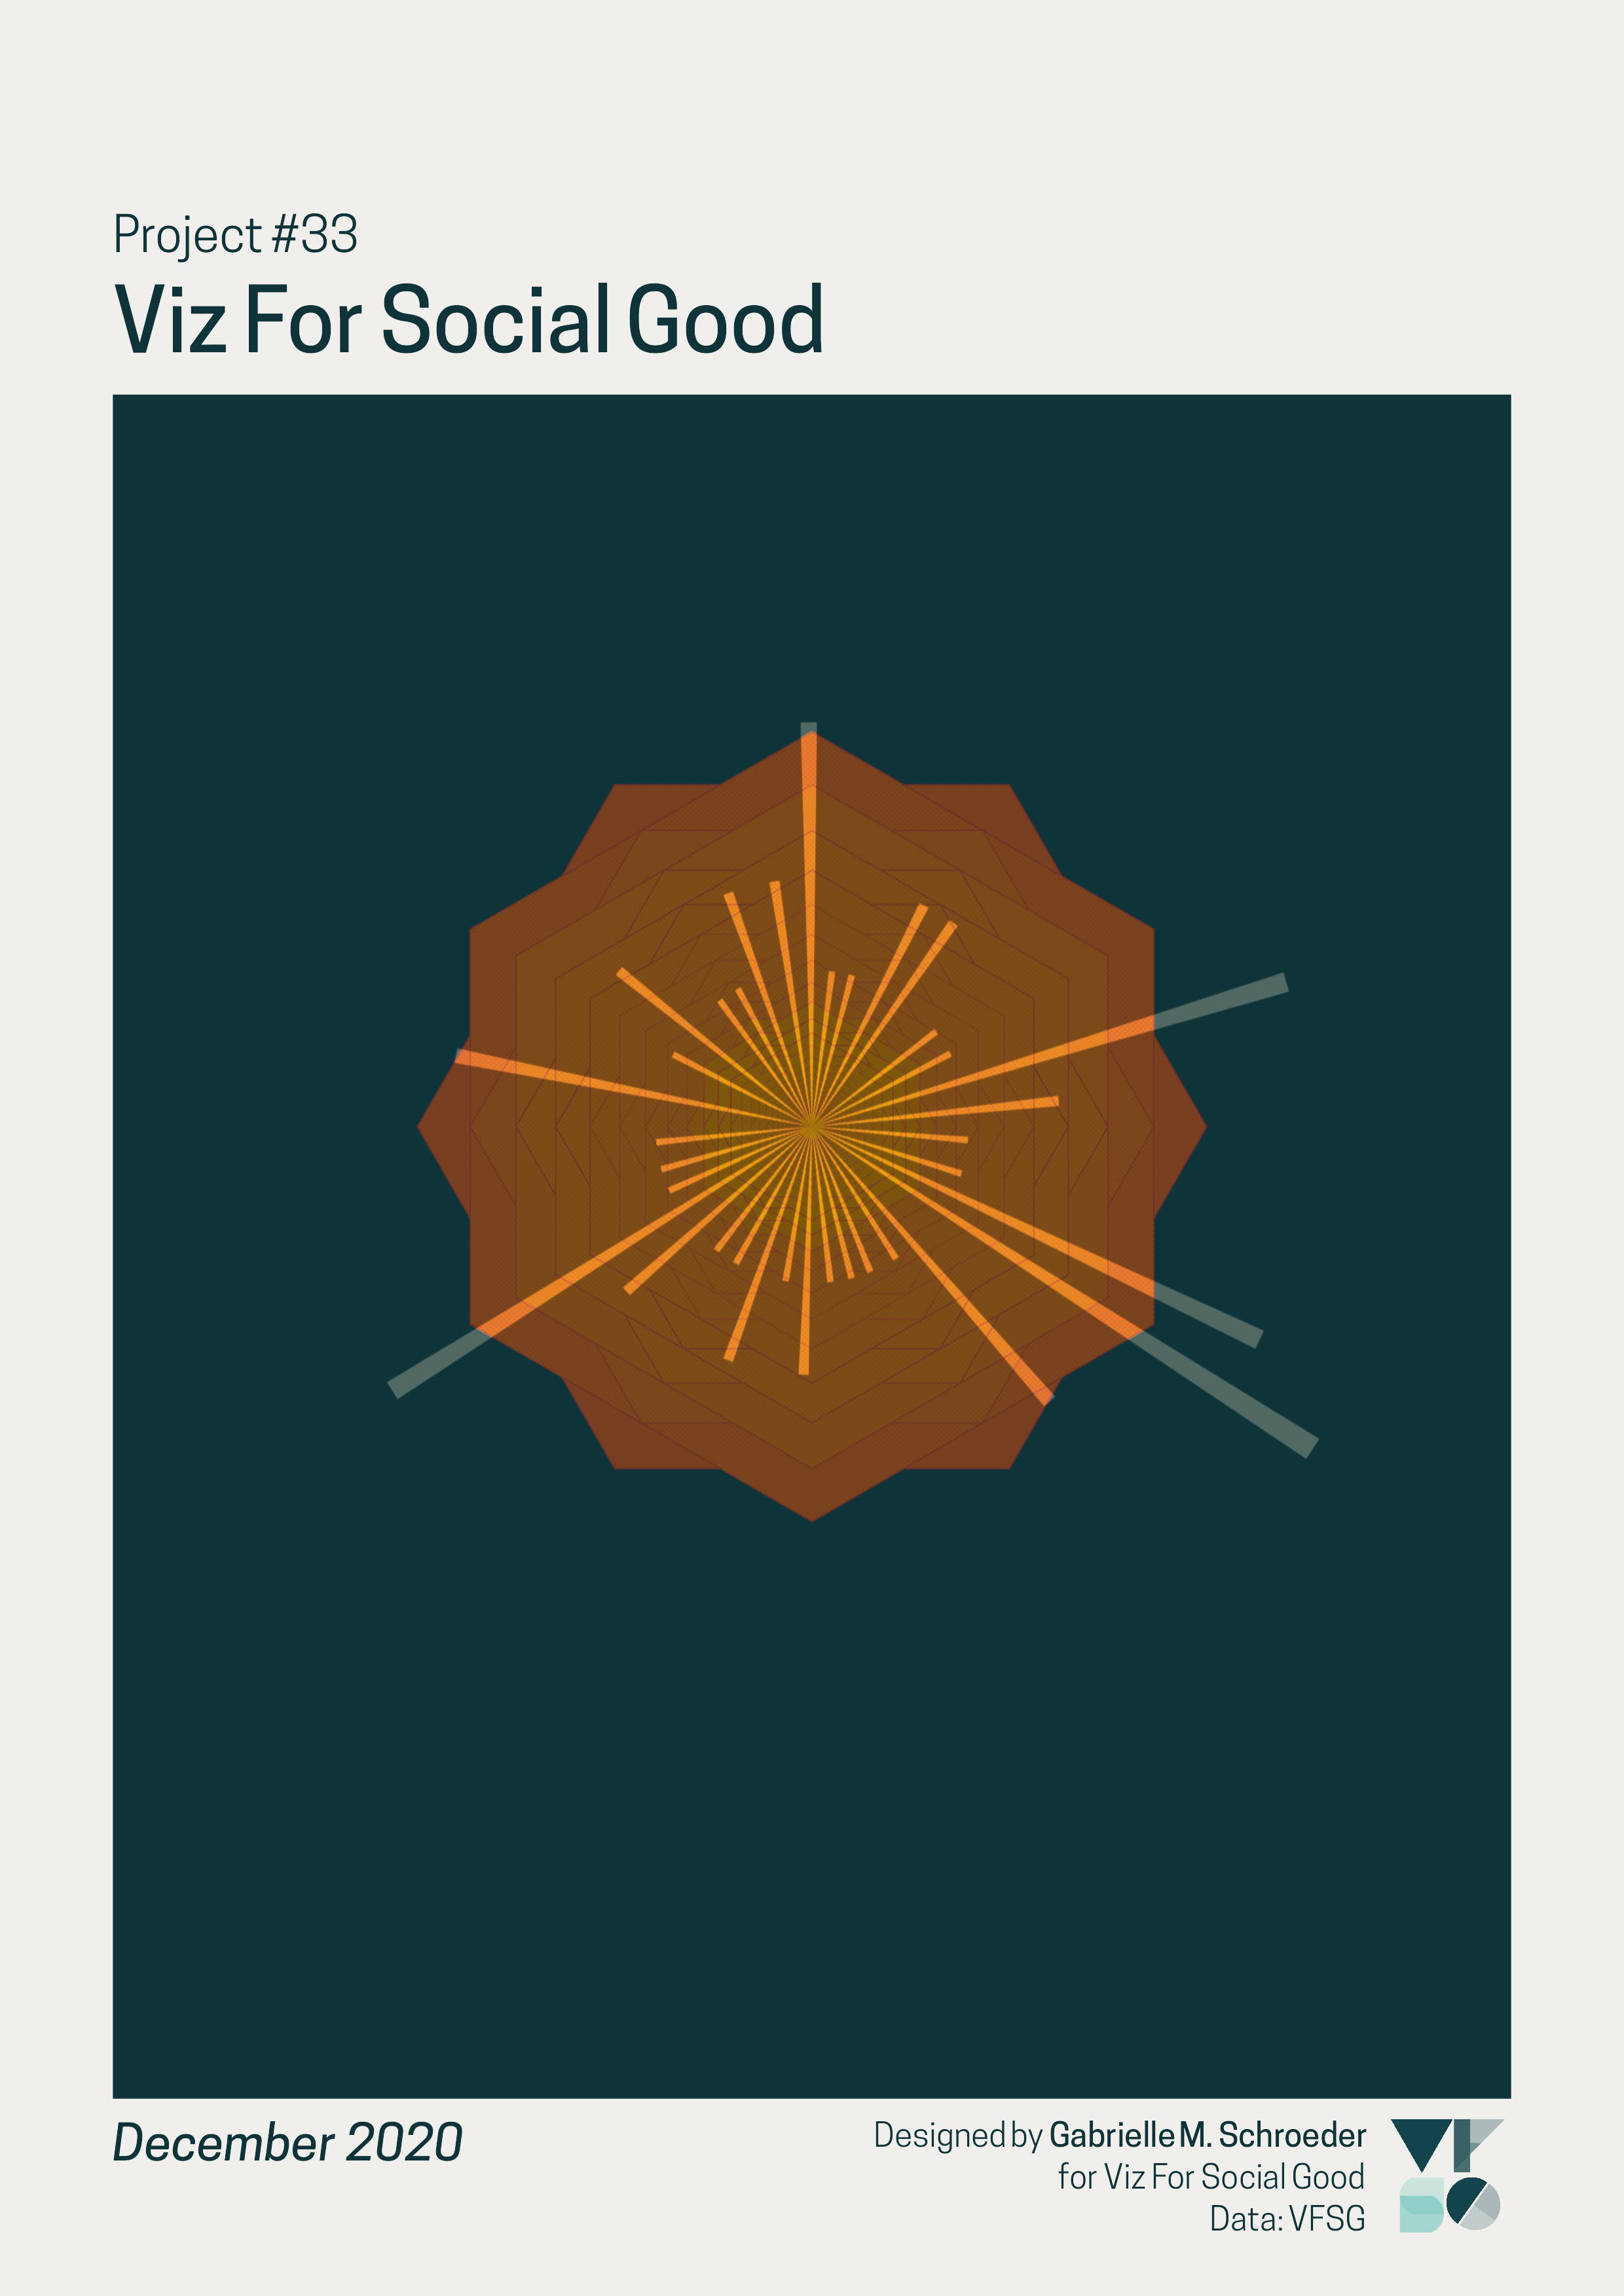 Project #33
Viz For Social Good
December 2020
Designed by Gabrielle M. Schroeder
for Viz For Social Good
Data: VFSG